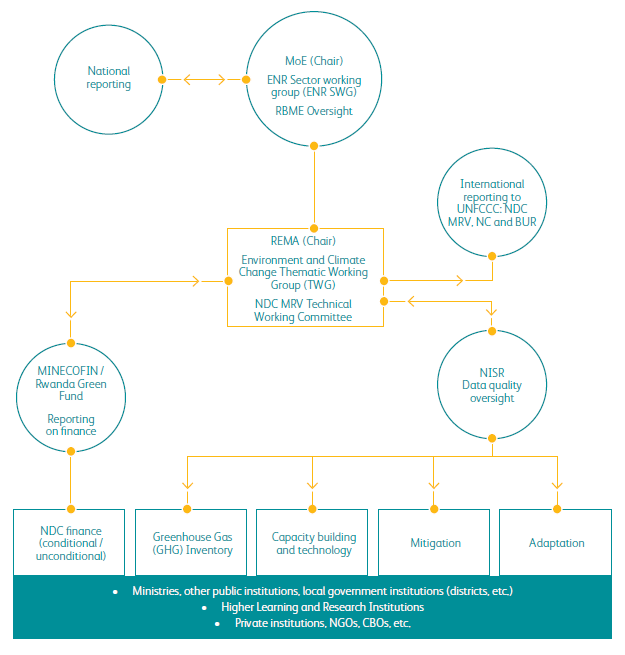 National
reporting
MoE (Chair)
ENR Sector working
group (ENR SWG)
RBME Oversight
International
reporting to
UNFCCC: NDC
MRV, NC and BUR
REMA (Chair)
Environment and Climate
Change Thematic Working
Group (TWG)
NDC MRV Technical
Working Committee
MINECOFIN /
Rwanda Green
Fund
Reporting
on finance
NISR
Data quality
oversight
NDC finance
(conditional /
unconditional)
Greenhouse Gas
(GHG) Inventory
Capacity building
and technology
Mitigation
Adaptation
• Ministries, other public institutions, local government institutions (districts, etc.)
• Higher Learning and Research Institutions
• Private institutions, NGOs, CBOs, etc.